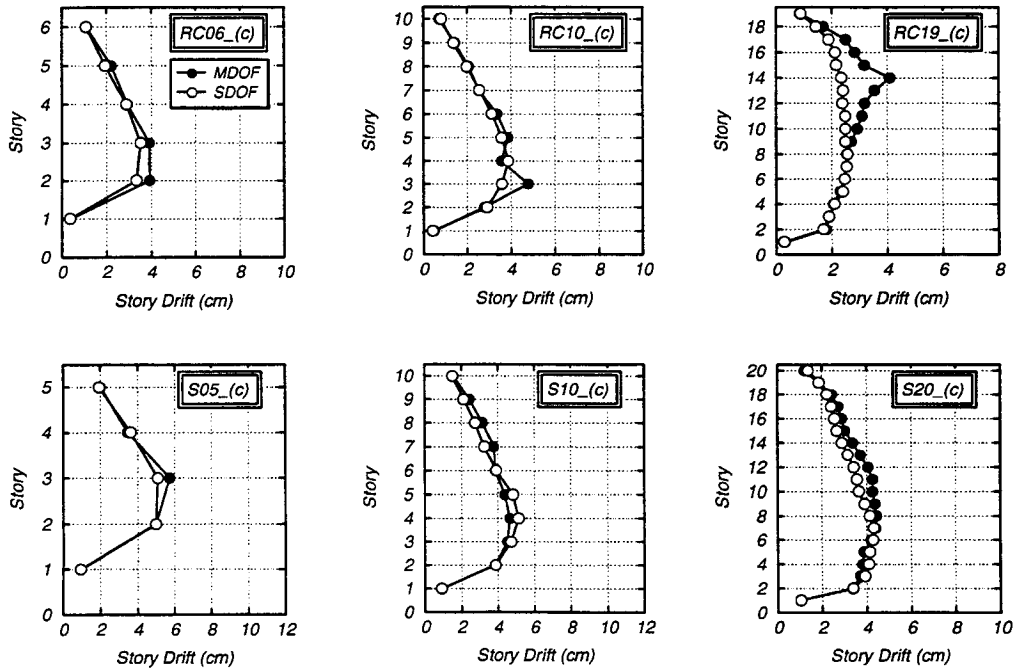 RC06_(c)
MDOF
SDOF
6
5
4
3
2
1
0
Story
0 2 4 6 8 10
Story Drift (cm)
RC10_(c)
10
9
8
7
6
5
4
3
2
1
0
Story
0 2 4 6 8 10
Story Drift (cm)
RC19_(c)
18
16
14
12
10
8
6
4
2
0
Story
0 2 4 6 8
Story Drift (cm)
S05_(c)
5
4
3
2
1
0
Story
0 2 4 6 8 10 12
Story Drift (cm)
S10_(c)
10
9
8
7
6
5
4
3
2
1
0
Story
0 2 4 6 8 10 12
Story Drift (cm)
S20_(c)
20
18
16
14
12
10
8
6
4
2
0
Story
0 2 4 6 8 10
Story Drift (cm)